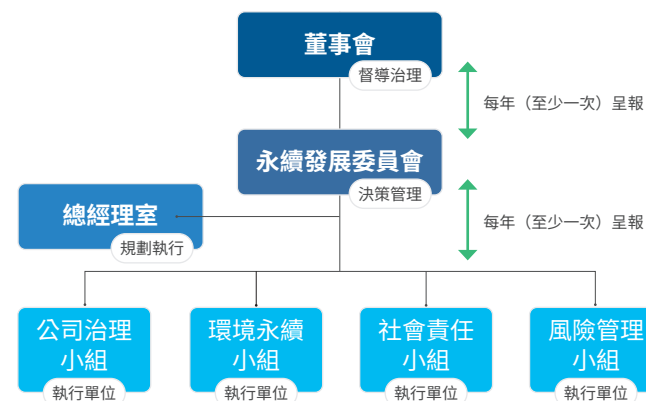 董事會
督導治理
每年（至少一次）呈報
永續發展委員會
決策管理
總經理室
規劃執行
每年（至少一次）呈報
公司治理
小組
執行單位
環境永續
小組
執行單位
社會責任
小組
執行單位
風險管理
小組
執行單位